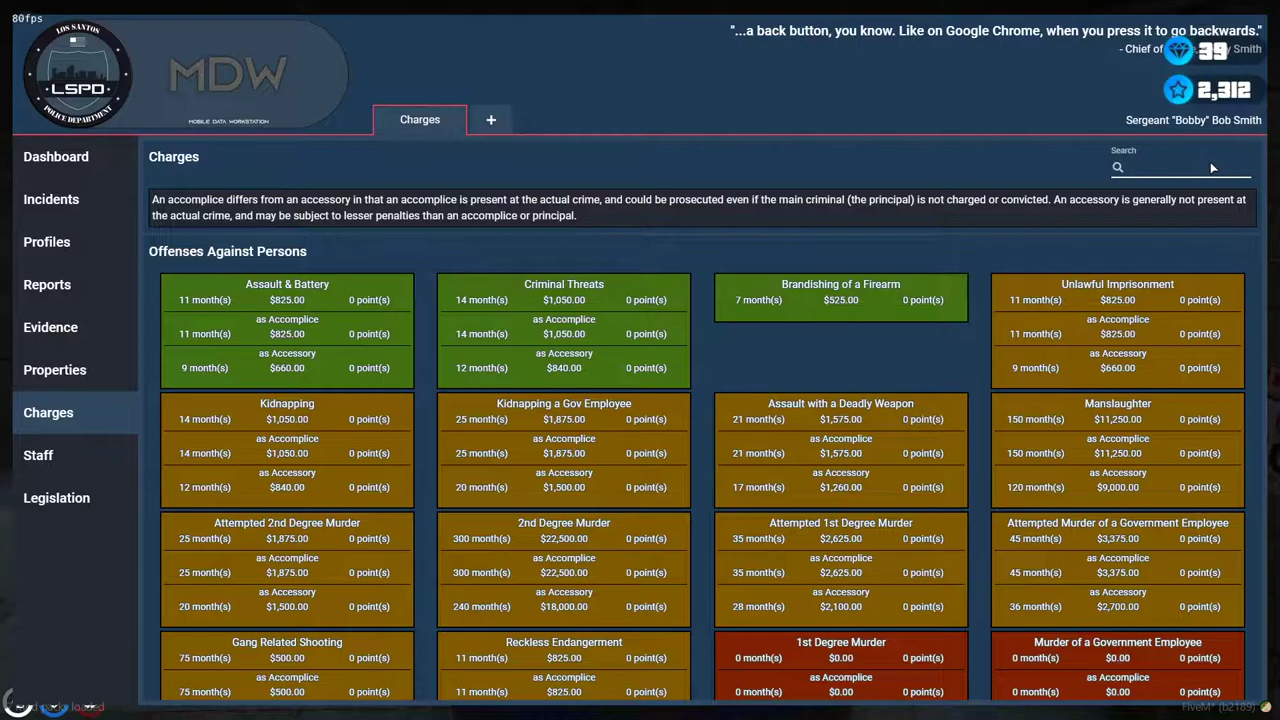 80fps
LOS SANTOS
LSPD
POLICE DEPARTMENT
MDW
MOBILE DATA WORKSTATION
"...a back button, you know. Like on Google Chrome, when you press it to go backwards."
- Chief of Smith
39
2,312
Sergeant "Bobby" Bob Smith
Charges +
Dashboard
Incidents
Profiles
Reports
Evidence
Properties
Charges
Staff
Legislation
Charges
Search
An accomplice differs from an accessory in that an accomplice is present at the actual crime, and could be prosecuted even if the main criminal (the principal) is not charged or convicted. An accessory is generally not present at
the actual crime, and may be subject to lesser penalties than an accomplice or principal.
Offenses Against Persons
Assault & Battery
11 month(s) $825.00 0 point(s)
as Accomplice
11 month(s) $825.00 0 point(s)
as Accessory
9 month(s) $660.00 0 point(s)
Criminal Threats
14 month(s) $1,050.00 0 point(s)
as Accomplice
14 month(s) $1,050.00 0 point(s)
as Accessory
12 month(s) $840.00 0 point(s)
Brandishing of a Firearm
7 month(s) $525.00 0 point(s)
Unlawful Imprisonment
11 month(s) $825.00 0 point(s)
as Accomplice
11 month(s) $825.00 0 point(s)
as Accessory
9 month(s) $660.00 0 point(s)
Kidnapping
14 month(s) $1,050.00 0 point(s)
as Accomplice
14 month(s) $1,050.00 0 point(s)
as Accessory
12 month(s) $840.00 0 point(s)
Kidnapping a Gov Employee
25 month(s) $1,875.00 0 point(s)
as Accomplice
25 month(s) $1,875.00 0 point(s)
as Accessory
20 month(s) $1,500.00 0 point(s)
Assault with a Deadly Weapon
21 month(s) $1,575.00 0 point(s)
as Accomplice
21 month(s) $1,575.00 0 point(s)
as Accessory
17 month(s) $1,260.00 0 point(s)
Manslaughter
150 month(s) $11,250.00 0 point(s)
as Accomplice
150 month(s) $11,250.00 0 point(s)
as Accessory
120 month(s) $9,000.00 0 point(s)
Attempted 2nd Degree Murder
25 month(s) $1,875.00 0 point(s)
as Accomplice
25 month(s) $1,875.00 0 point(s)
as Accessory
20 month(s) $1,500.00 0 point(s)
2nd Degree Murder
300 month(s) $22,500.00 0 point(s)
as Accomplice
300 month(s) $22,500.00 0 point(s)
as Accessory
240 month(s) $18,000.00 0 point(s)
Attempted 1st Degree Murder
35 month(s) $2,625.00 0 point(s)
as Accomplice
35 month(s) $2,625.00 0 point(s)
as Accessory
28 month(s) $2,100.00 0 point(s)
Attempted Murder of a Government Employee
45 month(s) $3,375.00 0 point(s)
as Accomplice
45 month(s) $3,375.00 0 point(s)
as Accessory
36 month(s) $2,700.00 0 point(s)
Gang Related Shooting
75 month(s) $500.00 0 point(s)
as Accomplice
75 month(s) $500.00 0 point(s)
Reckless Endangerment
11 month(s) $825.00 0 point(s)
as Accomplice
11 month(s) $825.00 0 point(s)
1st Degree Murder
0 month(s) $0.00 0 point(s)
as Accomplice
0 month(s) $0.00 0 point(s)
Murder of a Government Employee
0 month(s) $0.00 0 point(s)
as Accomplice
0 month(s) $0.00 0 point(s)
loaded
FiveM* (b2189)